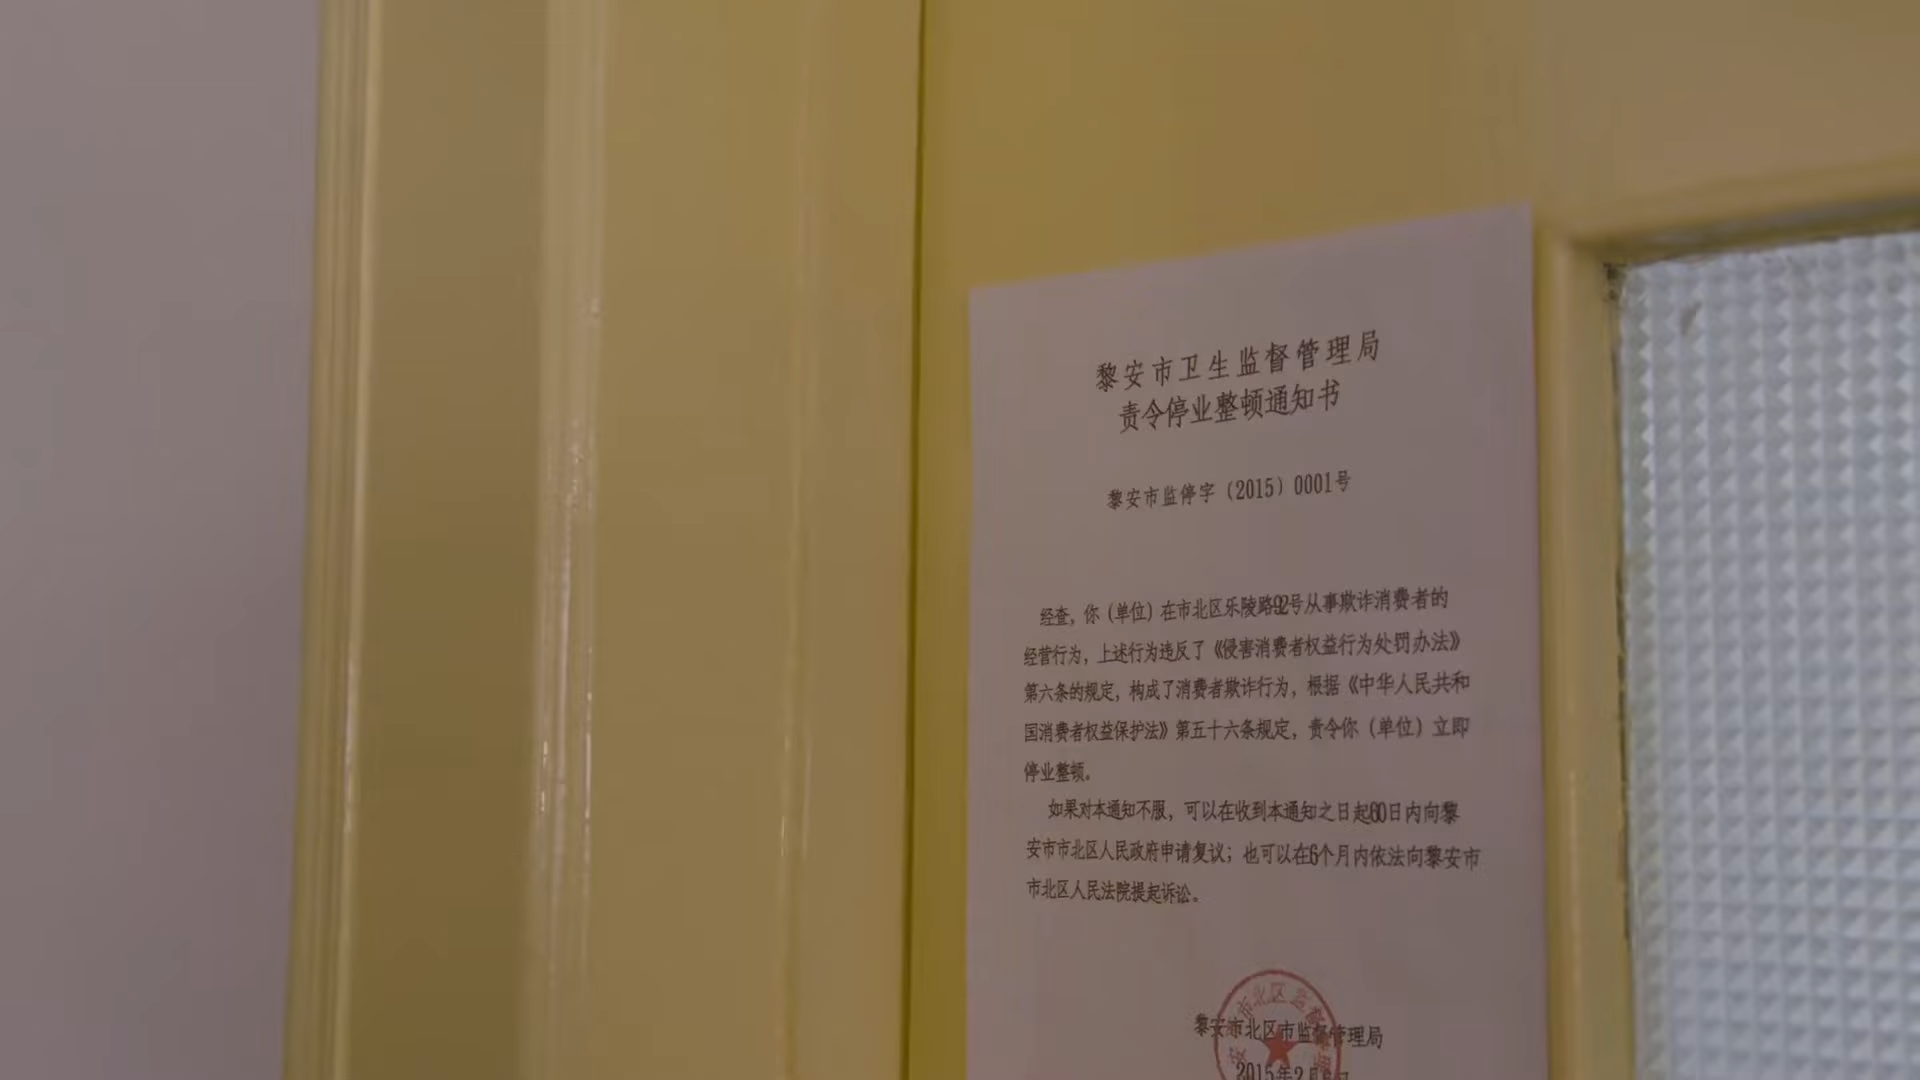 黎安市卫生监督管理局
责令停业整顿通知书
黎安市监停字（2015）0001号
经查，你（单位）在市北区乐陵路92号从事欺诈消费者的
经营行为，上述行为违反了《侵害消费者权益行为处罚办法》
第六条的规定，构成了消费者欺诈行为，根据《中华人民共和
国消费者权益保护法》第五十六条规定，责令你（单位）立即
停业整顿。
如果对本通知不服，可以在收到本通知之日起60日内向黎
安市市北区人民政府申请复议；也可以在6个月内依法向黎安市
市北区人民法院提起诉讼。
黎安市北区市监督管理局
2015年2月